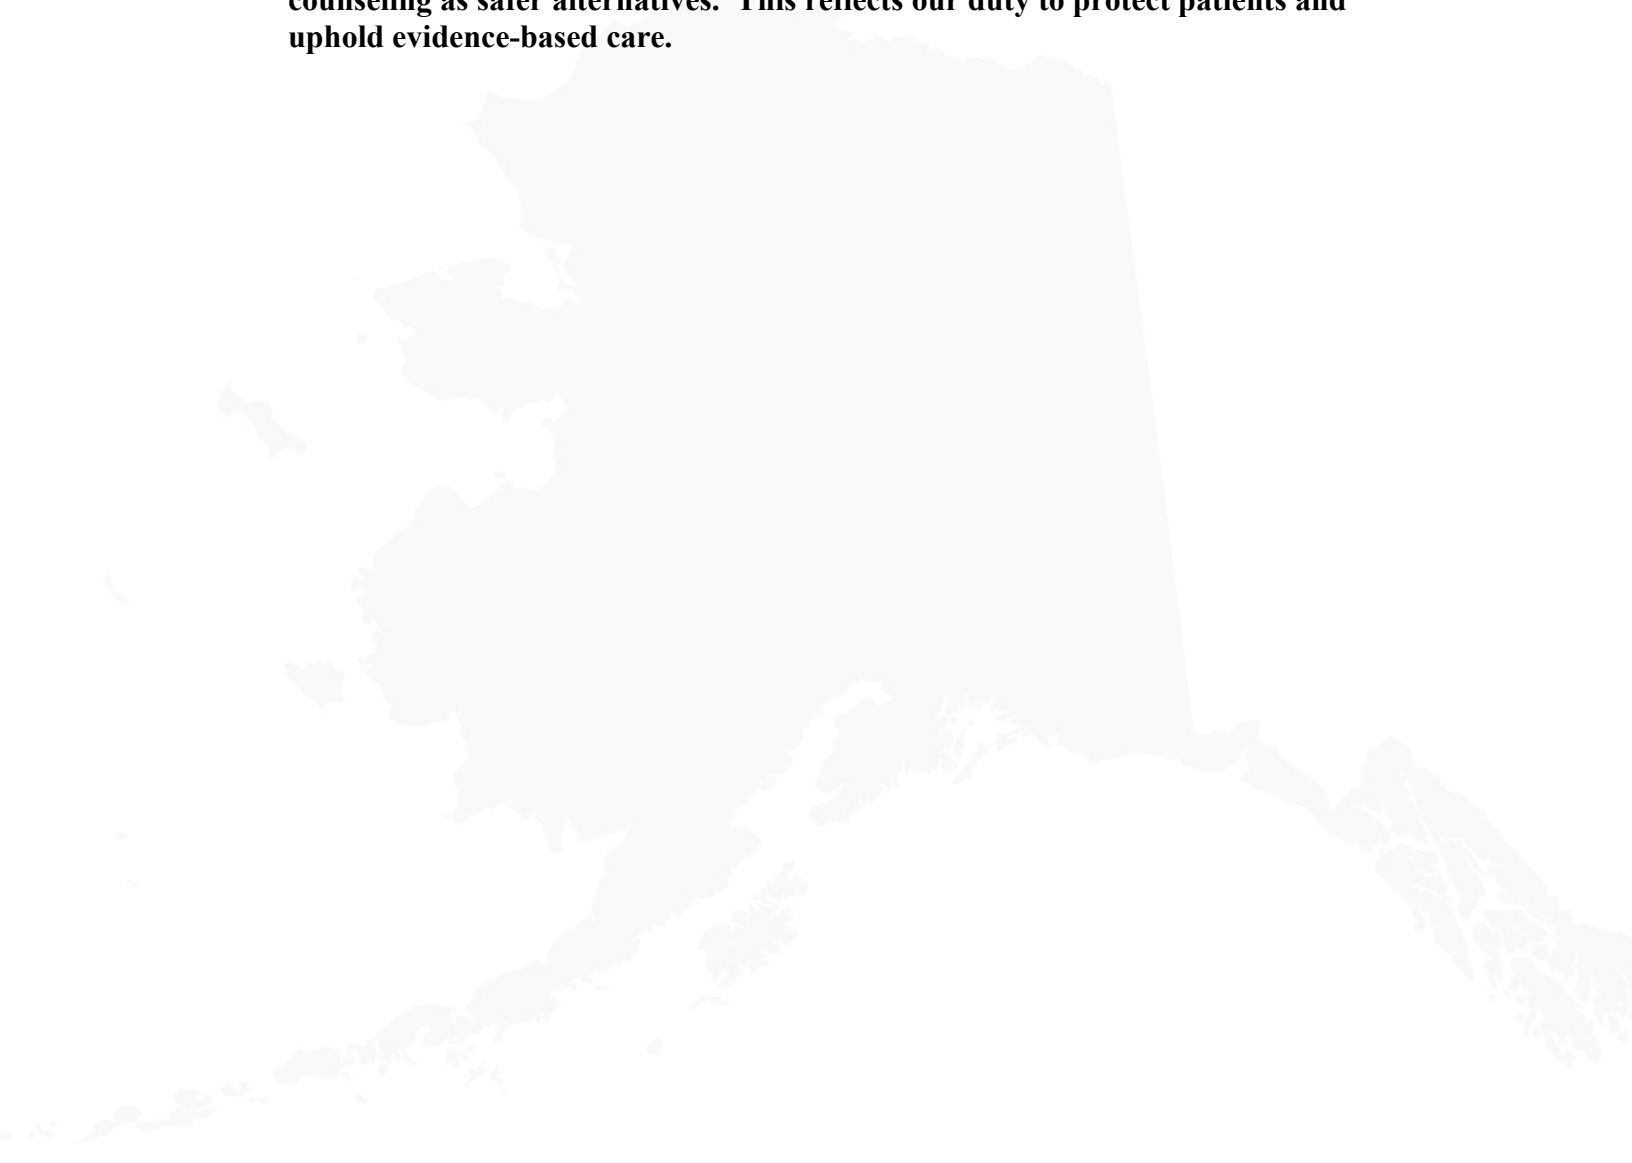 counseling as safer alternatives.  This reflects our duty to protect patients and
uphold evidence-based care.